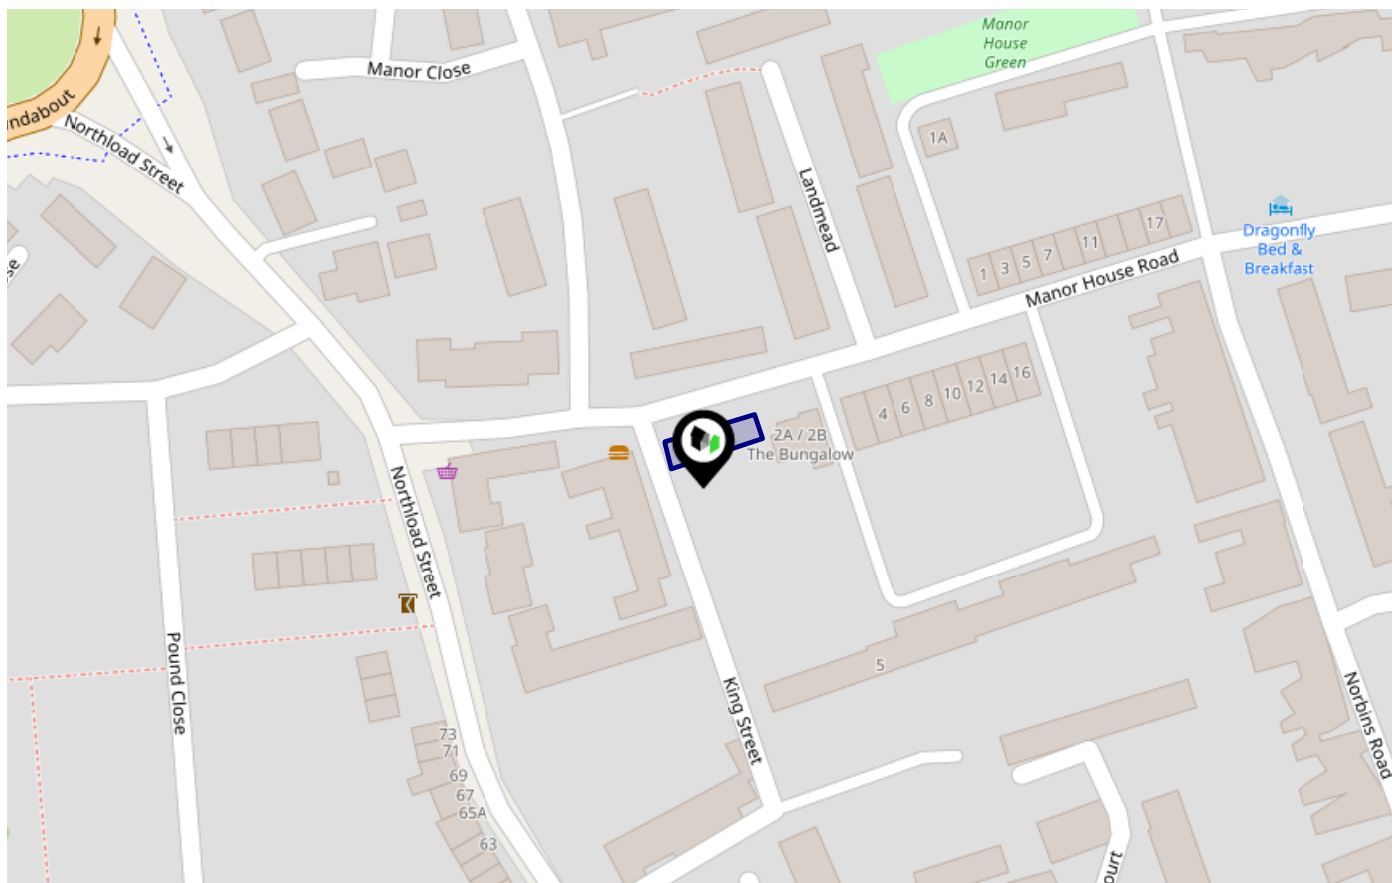 Manor
House
Green
Manor Close
ndabout
Northload Street
1A
Landmead
17
11
7
5
3
1
Dragonfly
Bed &
Breakfast
Manor House Road
se
16
14
12
10
8
6
4
2A / 2B
The Bungalow
Northload Street
Pound Close
5
King Street
Norbins Road
73
71
69
67
65A
63
ourt